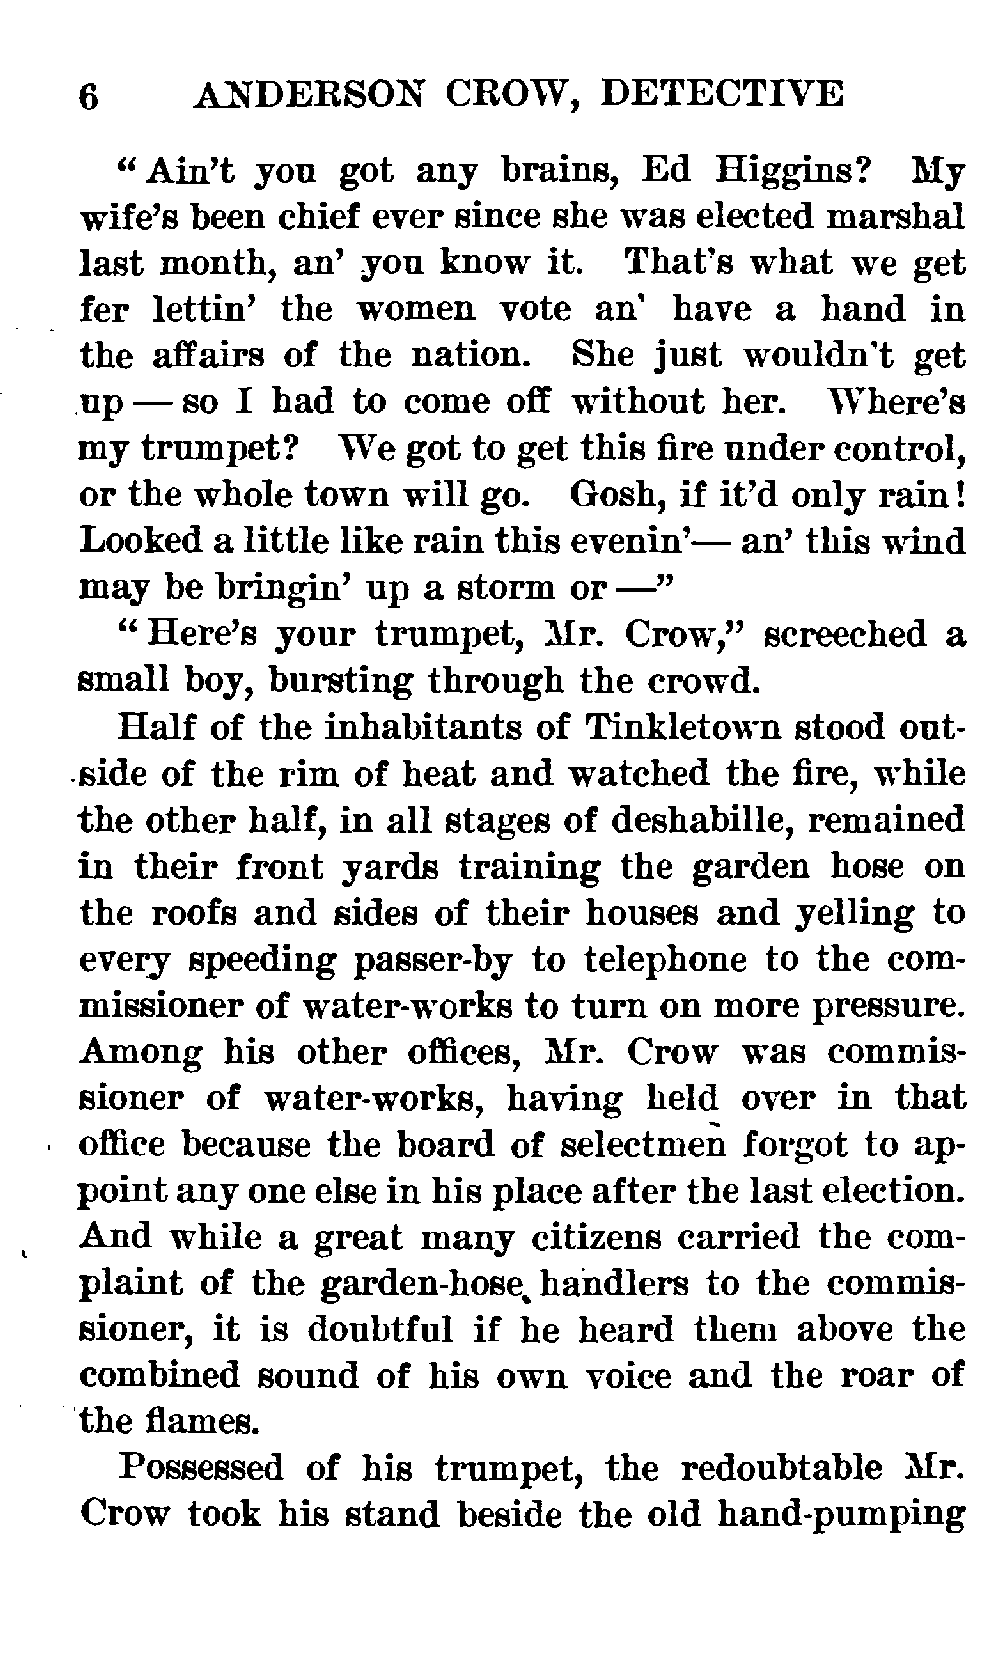 6 ANDERSON CROW, DETECTIVE
“Ain’t you got any brains, Ed Higgins? My
wife’s been chief ever since she was elected marshal
last month, an’ you know it. That’s what we get
fer lettin’ the women vote an’ have a hand in
the affairs of the nation. She just wouldn’t get
up — so I had to come off without her. Where’s
my trumpet? We got to get this fire under control,
or the whole town will go. Gosh, if it’d only rain!
Looked a little like rain this evenin’— an’ this wind
may be bringin’ up a storm or —”
“Here’s your trumpet, Mr. Crow,” screeched a
small boy, bursting through the crowd.
Half of the inhabitants of Tinkletown stood out-
side of the rim of heat and watched the fire, while
the other half, in all stages of deshabille, remained
in their front yards training the garden hose on
the roofs and sides of their houses and yelling to
every speeding passer-by to telephone to the com-
missioner of water-works to turn on more pressure.
Among his other offices, Mr. Crow was commis-
sioner of water-works, having held over in that
office because the board of selectmen forgot to ap-
point any one else in his place after the last election.
And while a great many citizens carried the com-
plaint of the garden-hose handlers to the commis-
sioner, it is doubtful if he heard them above the
combined sound of his own voice and the roar of
the flames.
Possessed of his trumpet, the redoubtable Mr.
Crow took his stand beside the old hand-pumping